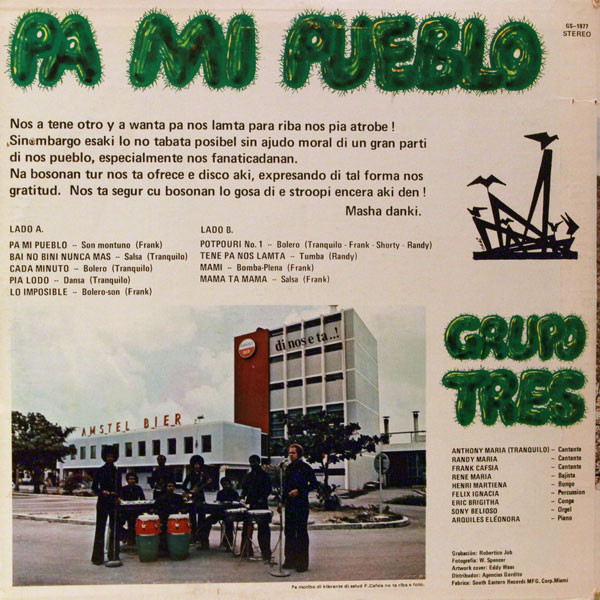 PA MI PUEBLO
GS-1977
STEREO
Nos a tene otro y a wanta pa nos lamta para riba nos pia atrobe !
Sinembargo esaki lo no tabata posibel sin ajudo moral di un gran parti
di nos pueblo, especialmente nos fanaticadanan.
Na bosonan tur nos ta ofrece e disco aki, expresando di tal forma nos
gratitud. Nos ta segur cu bosonan lo gosa di e stroopi encera aki den !
Masha danki.
LADO A.
PA MI PUEBLO – Son montuno (Frank)
BAI NO BINI NUNCA MAS – Salsa (Tranquilo)
CADA MINUTO – Bolero (Tranquilo)
PIA LODO – Dansa (Tranquilo)
LO IMPOSIBLE – Bolero-son (Frank)
LADO B.
POTPOURI No. 1 – Bolero (Tranquilo - Frank - Shorty - Randy)
TENE PA NOS LAMTA – Tumba (Randy)
MAMI – Bomba-Plena (Frank)
MAMA TA MAMA – Salsa (Frank)
di nos e ta..!
AMSTEL BIER
GRUPO
TRES
ANTHONY MARIA (TRANQUILO) – Cantante
RANDY MARIA – Cantante
FRANK CAFSIA – Cantante
RENE MARIA – Bajista
HENRI MARTIENA – Bongo
FELIX IGNACIA – Percussion
ERIC BRIGITHA – Conga
SONY BELIOSO – Orgel
ARQUILES ELEONORA – Piano
Grabación: Robertico Job
Fotografia: W. Spencer
Artwork cover: Eddy Waas
Distribudor: Agencias Gordito
Fabrica: South Eastern Records MFG. Corp. Miami